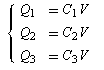 Q₁ = C₁V
Q₂ = C₂V
Q₃ = C₃V